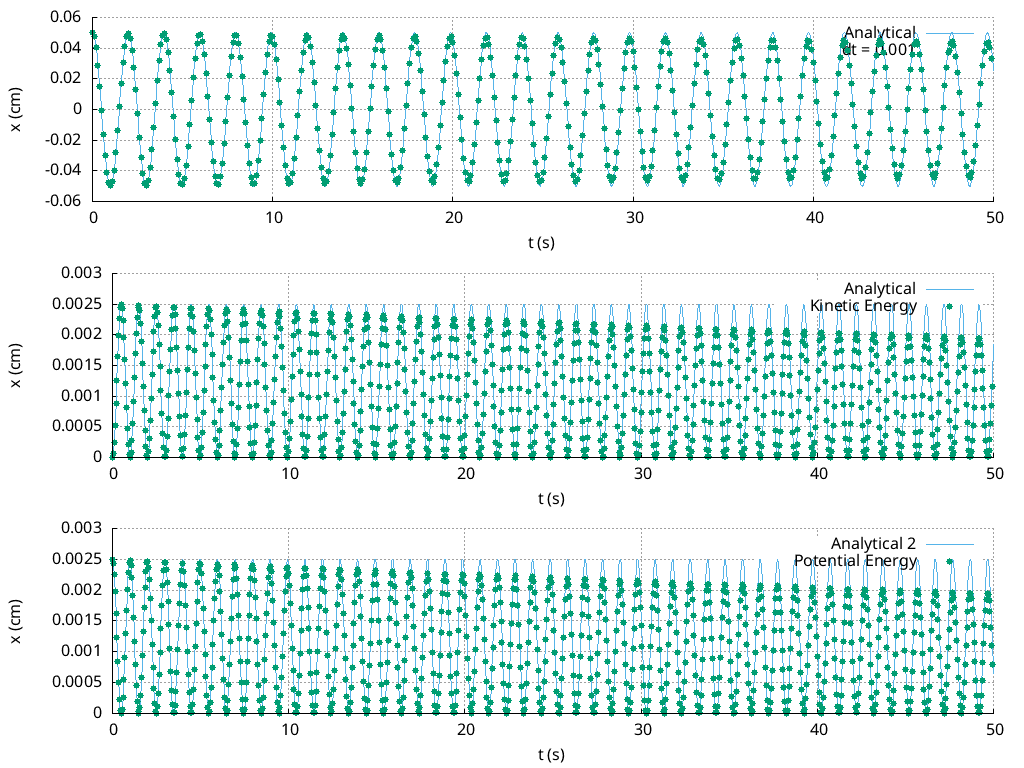 0.06
0.04
0.02
0
-0.02
-0.04
-0.06
x (cm)
Analytical
dt = 0.001
0 10 20 30 40 50
t (s)
0.003
0.0025
0.002
0.0015
0.001
0.0005
0
x (cm)
Analytical
Kinetic Energy
0 10 20 30 40 50
t (s)
0.003
0.0025
0.002
0.0015
0.001
0.0005
0
x (cm)
Analytical 2
Potential Energy
0 10 20 30 40 50
t (s)